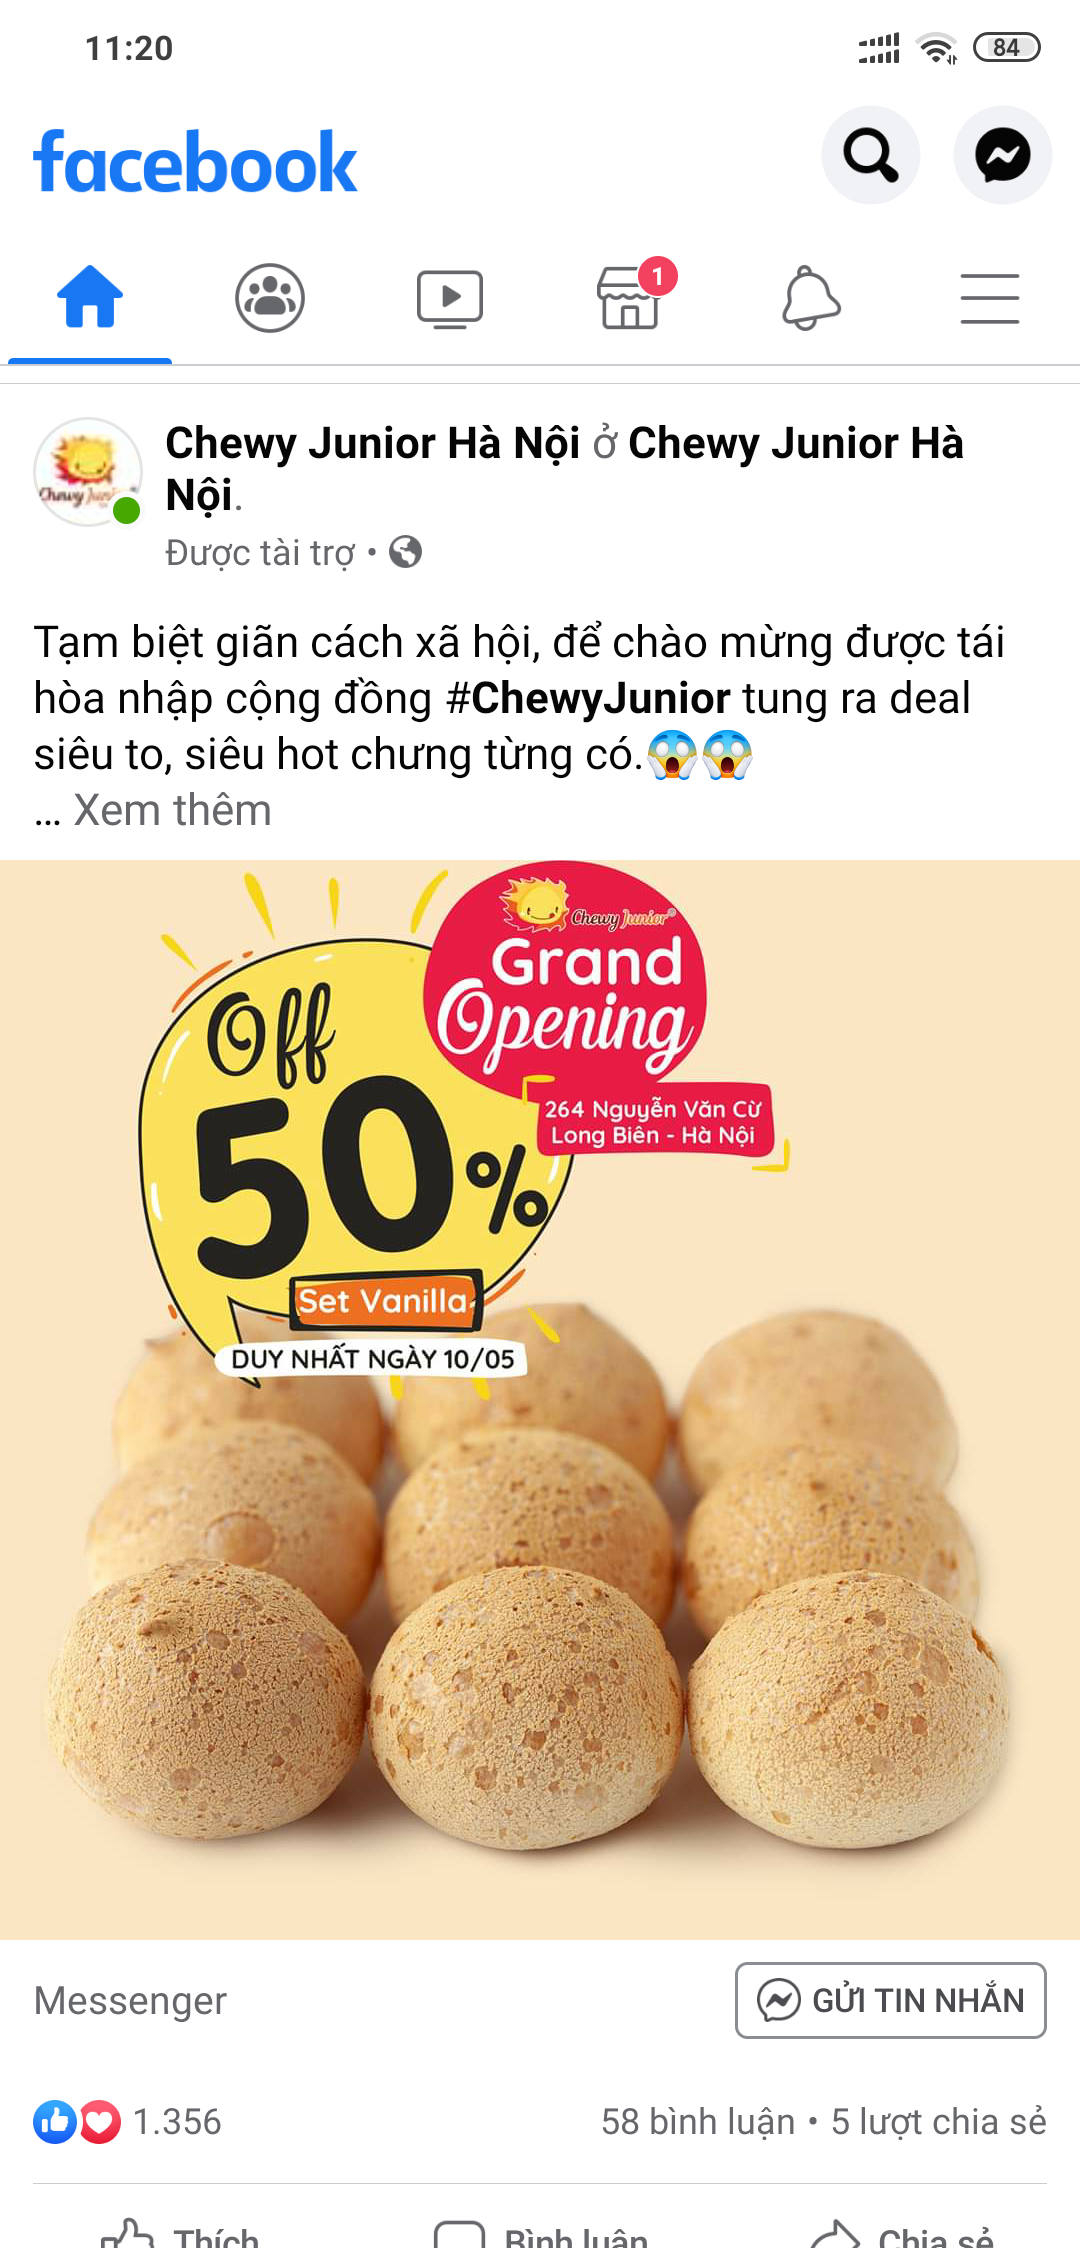 11:20
84
facebook
1
Chewy Junior Hà Nội ở Chewy Junior Hà
Nội.
Được tài trợ •
Tạm biệt giãn cách xã hội, để chào mừng được tái
hòa nhập cộng đồng #ChewyJunior tung ra deal
siêu to, siêu hot chưng từng có.😱😱
... Xem thêm
Chewy Junior®
Grand
Opening
264 Nguyễn Văn Cừ
Long Biên - Hà Nội
Off
50%
Set Vanilla
DUY NHẤT NGÀY 10/05
Messenger
GỬI TIN NHẮN
1.356
58 bình luận • 5 lượt chia sẻ
Thích
Bình luận
Chia sẻ